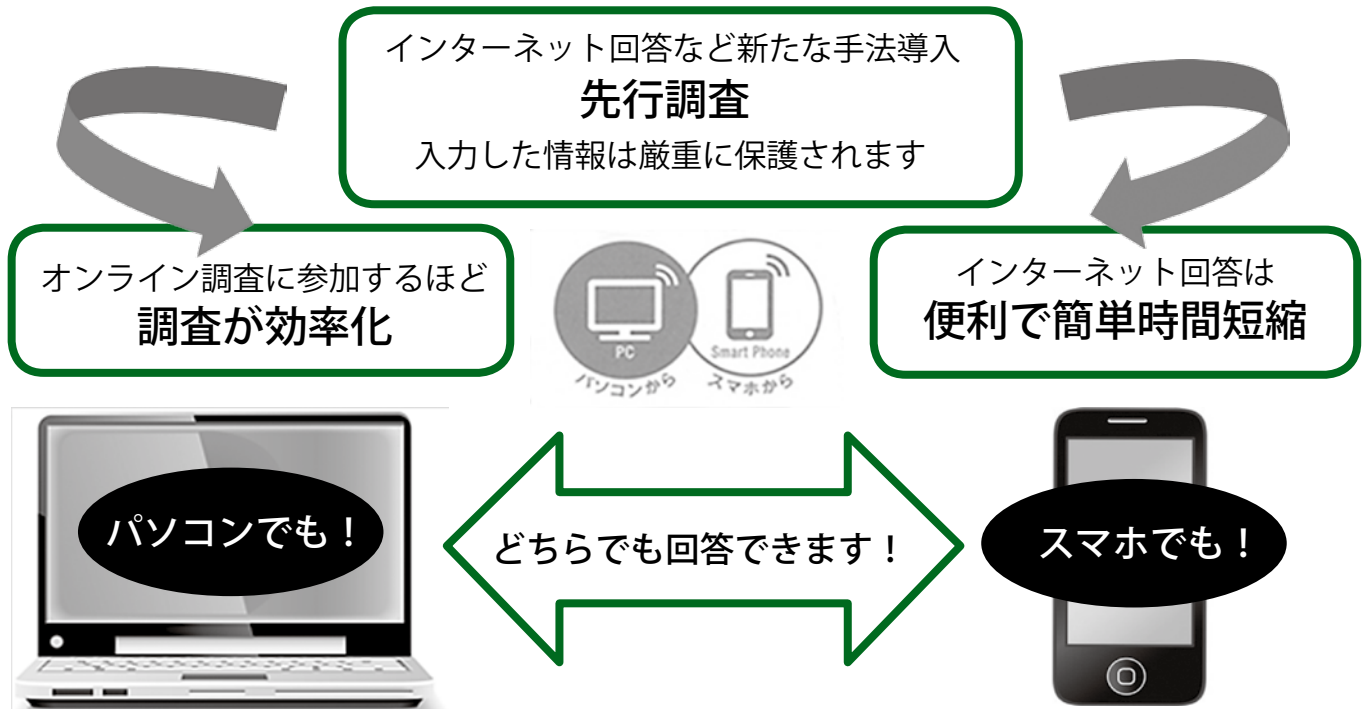 インターネット回答など新たな手法導入
先行調査
入力した情報は厳重に保護されます
オンライン調査に参加するほど
調査が効率化
インターネット回答は
便利で簡単時間短縮
PC
Smart Phone
パソコンから
スマホから
パソコンでも！
どちらでも回答できます！
スマホでも！